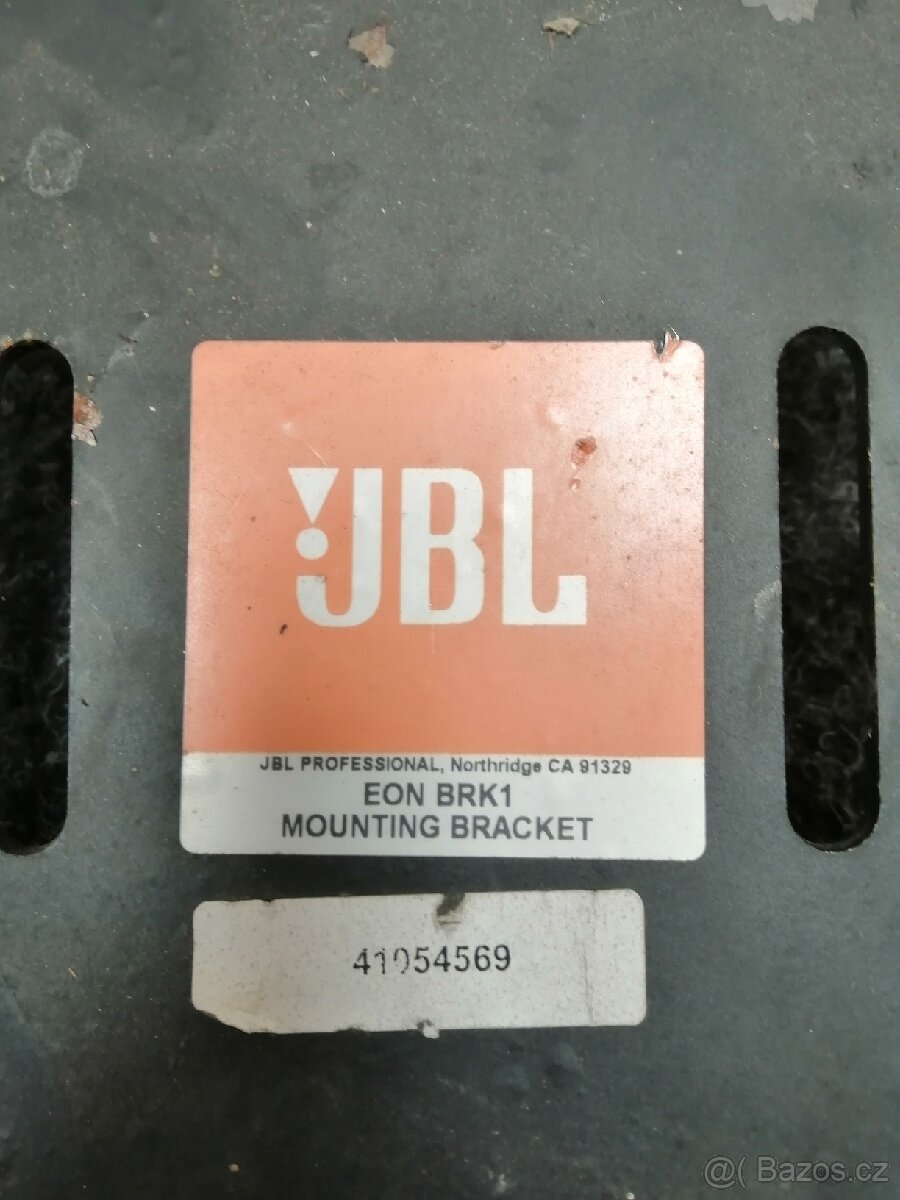 JBL
JBL PROFESSIONAL, Northridge CA 91329
EON BRK1
MOUNTING BRACKET
41054569
@( Bazos.cz